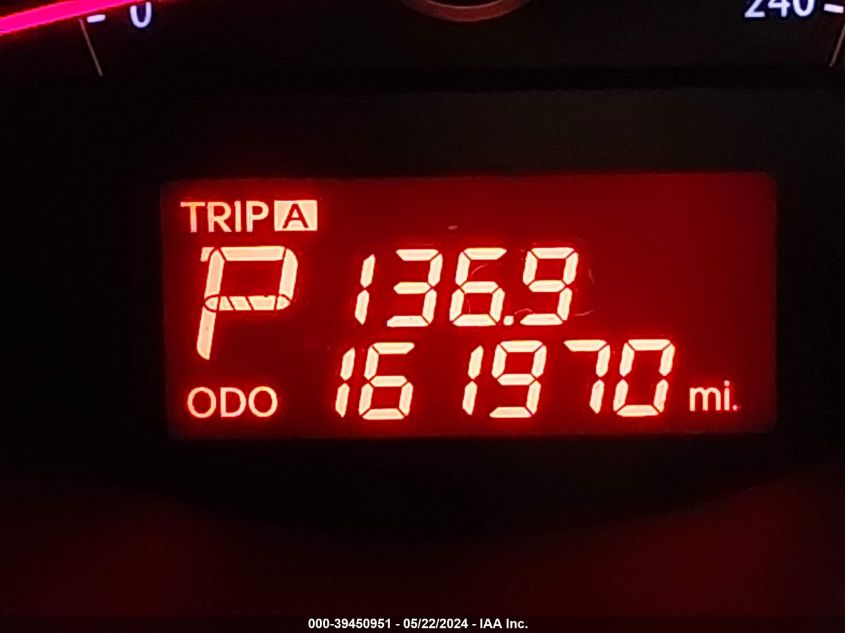 0 240
TRIP A
P 136.9
ODO 161970 mi.
000-39450951 - 05/22/2024 - IAA Inc.